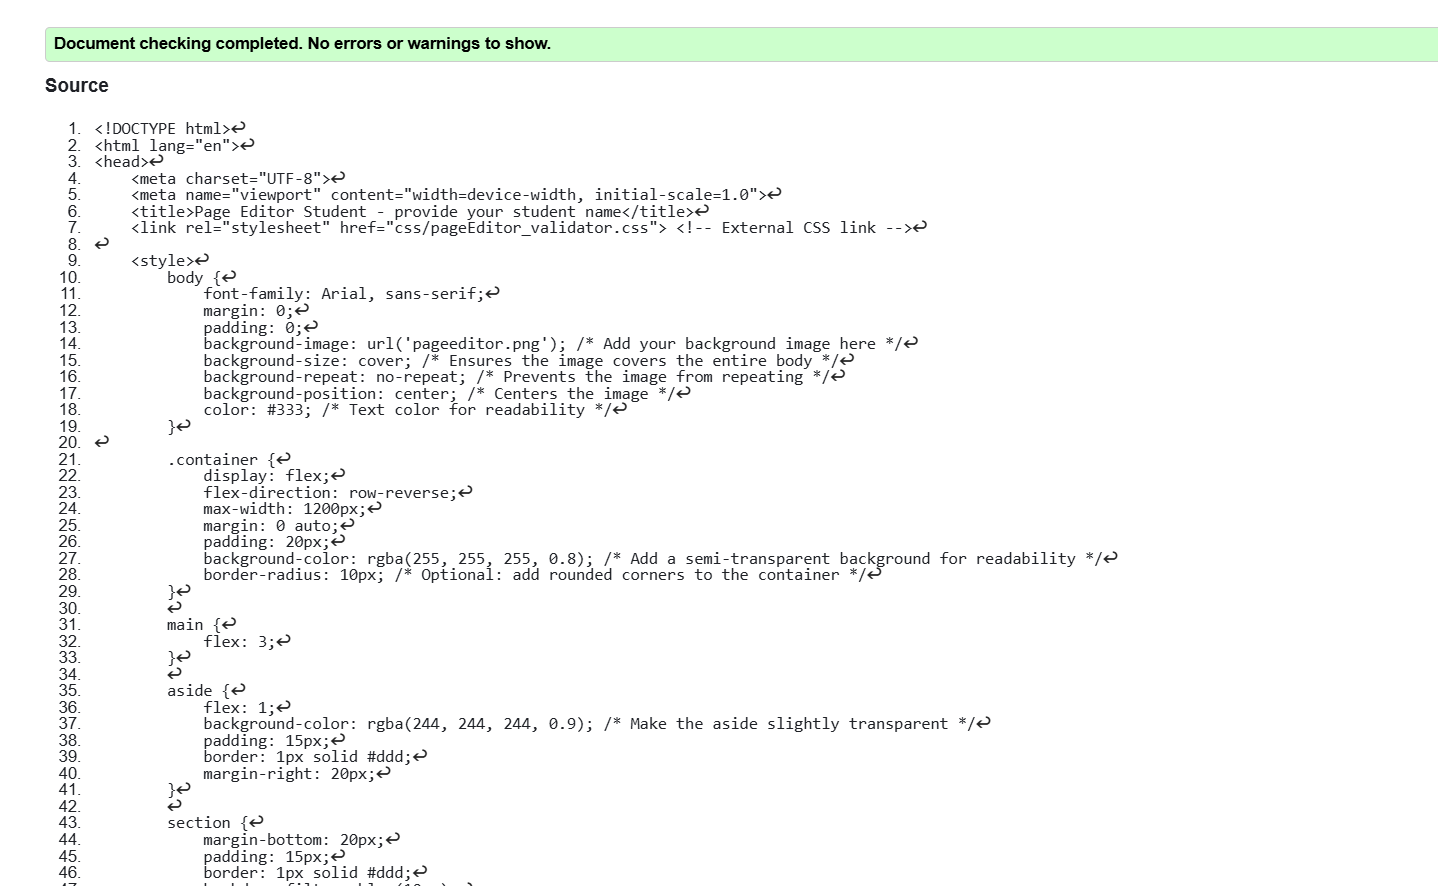 Document checking completed. No errors or warnings to show.
Source
1. <!DOCTYPE html>↩
2. <html lang="en">↩
3. <head>↩
4.     <meta charset="UTF-8">↩
5.     <meta name="viewport" content="width=device-width, initial-scale=1.0">↩
6.     <title>Page Editor Student - provide your student name</title>↩
7.     <link rel="stylesheet" href="css/pageEditor_validator.css"> <!-- External CSS link -->↩
8. ↩
9.     <style>↩
10.         body {↩
11.             font-family: Arial, sans-serif;↩
12.             margin: 0;↩
13.             padding: 0;↩
14.             background-image: url('pageeditor.png'); /* Add your background image here */↩
15.             background-size: cover; /* Ensures the image covers the entire body */↩
16.             background-repeat: no-repeat; /* Prevents the image from repeating */↩
17.             background-position: center; /* Centers the image */↩
18.             color: #333; /* Text color for readability */↩
19.         }↩
20. ↩
21.         .container {↩
22.             display: flex;↩
23.             flex-direction: row-reverse;↩
24.             max-width: 1200px;↩
25.             margin: 0 auto;↩
26.             padding: 20px;↩
27.             background-color: rgba(255, 255, 255, 0.8); /* Add a semi-transparent background for readability */↩
28.             border-radius: 10px; /* Optional: add rounded corners to the container */↩
29.         }↩
30.         ↩
31.         main {↩
32.             flex: 3;↩
33.         }↩
34.         ↩
35.         aside {↩
36.             flex: 1;↩
37.             background-color: rgba(244, 244, 244, 0.9); /* Make the aside slightly transparent */↩
38.             padding: 15px;↩
39.             border: 1px solid #ddd;↩
40.             margin-right: 20px;↩
41.         }↩
42.         ↩
43.         section {↩
44.             margin-bottom: 20px;↩
45.             padding: 15px;↩
46.             border: 1px solid #ddd;↩